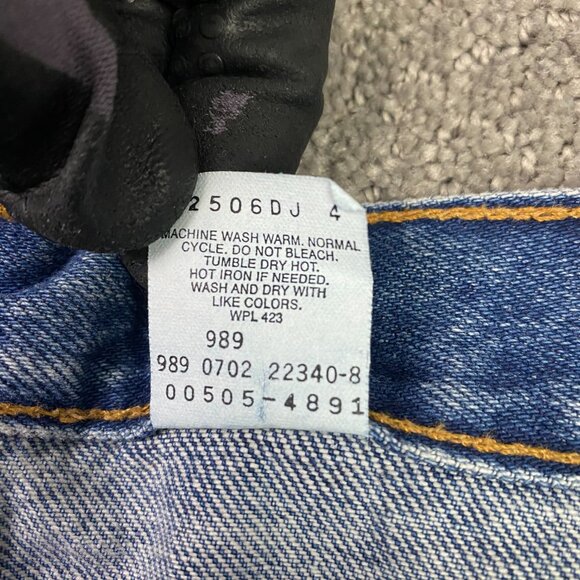 2506DJ 4
MACHINE WASH WARM. NORMAL
CYCLE. DO NOT BLEACH.
TUMBLE DRY HOT.
HOT IRON IF NEEDED.
WASH AND DRY WITH
LIKE COLORS.
WPL 423
989
989 0702 22340-8
00505-4891